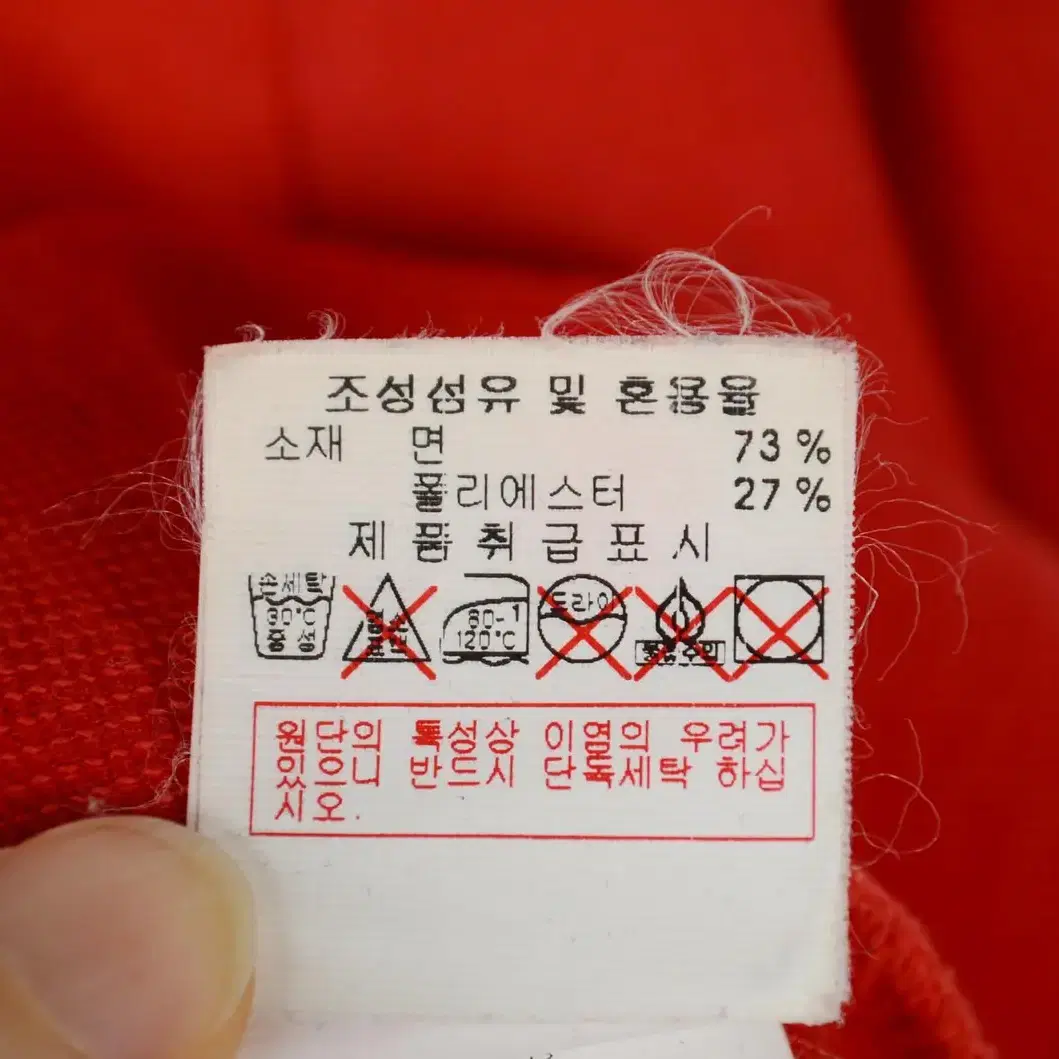 조성섬유 및 혼용율
소재 면 73 %
폴리에스터 27 %
제품취급표시
손세탁 30℃ 중성
80-120℃
드라이
원단의 특성상 이염의 우려가
있으니 반드시 단독세탁 하십
시오.